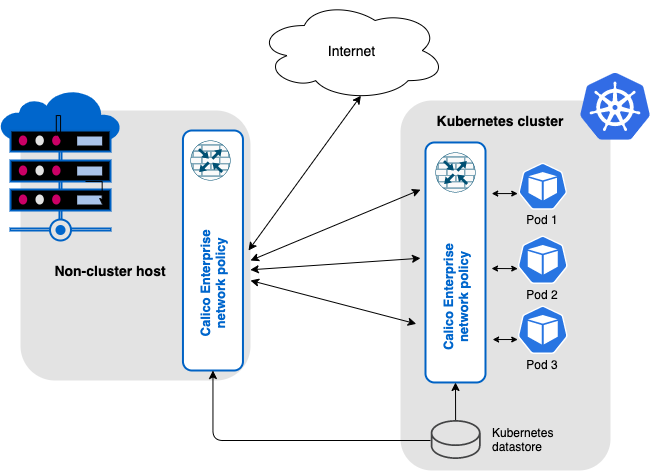 Internet
Kubernetes cluster
Non-cluster host
Calico Enterprise
network policy
Calico Enterprise
network policy
Pod 1
Pod 2
Pod 3
Kubernetes
datastore